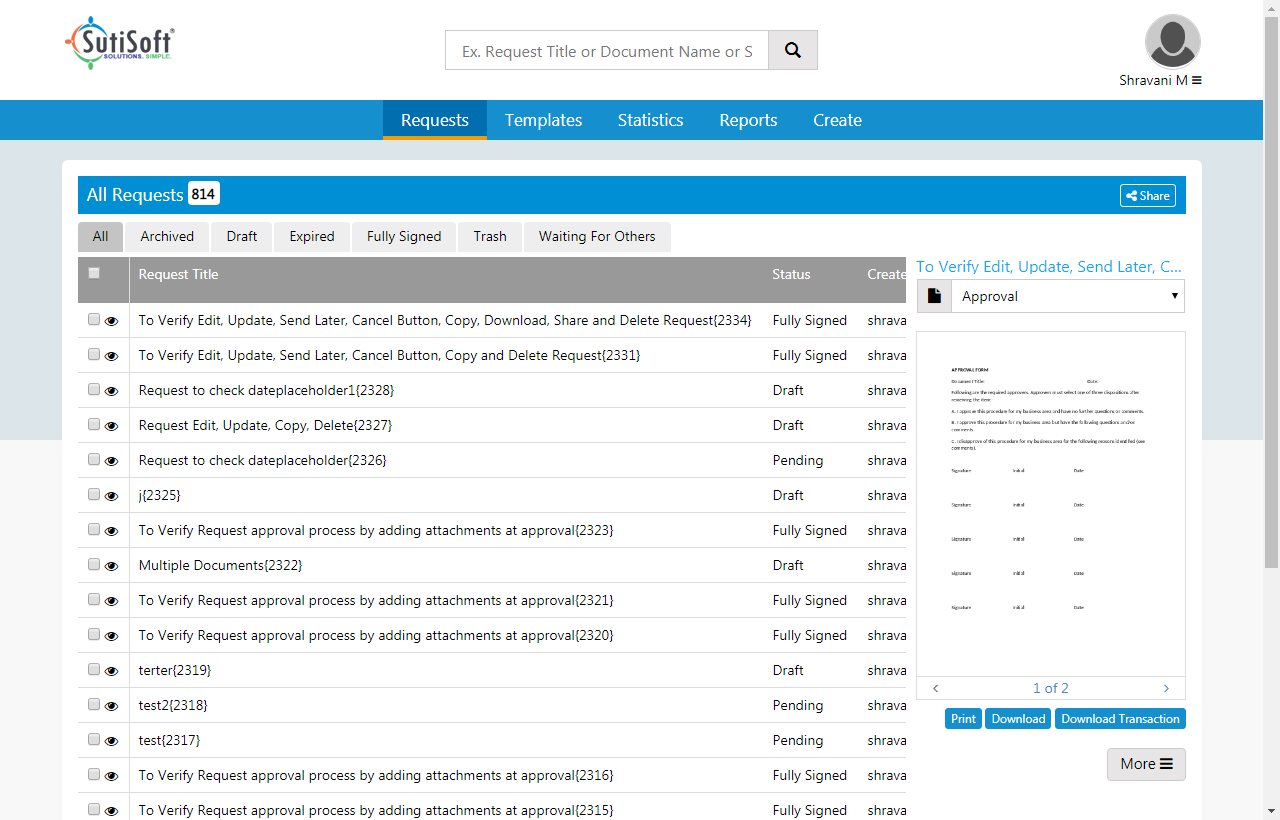 SutiSoft®
SOLUTIONS. SIMPLE.
Ex. Request Title or Document Name or S
Shravani M
Requests Templates Statistics Reports Create
All Requests 814
Share
All Archived Draft Expired Fully Signed Trash Waiting For Others
Request Title Status Create
To Verify Edit, Update, Send Later, Cancel Button, Copy, Download, Share and Delete Request{2334} Fully Signed shrava
To Verify Edit, Update, Send Later, Cancel Button, Copy and Delete Request{2331} Fully Signed shrava
Request to check dateplaceholder1{2328} Draft shrava
Request Edit, Update, Copy, Delete{2327} Draft shrava
Request to check dateplaceholder{2326} Pending shrava
j{2325} Draft shrava
To Verify Request approval process by adding attachments at approval{2323} Fully Signed shrava
Multiple Documents{2322} Draft shrava
To Verify Request approval process by adding attachments at approval{2321} Fully Signed shrava
To Verify Request approval process by adding attachments at approval{2320} Fully Signed shrava
terter{2319} Draft shrava
test2{2318} Pending shrava
test{2317} Pending shrava
To Verify Request approval process by adding attachments at approval{2316} Fully Signed shrava
To Verify Request approval process by adding attachments at approval{2315} Fully Signed shrava
To Verify Edit, Update, Send Later, C...
Approval
APPROVAL FORM
Document Title: Date:
Following are the required approvers. Approvers must select one of three dispositions after
reviewing the item:
A. I approve this procedure for my business area and have no further questions or comments.
B. I approve this procedure for my business area but have the following questions and/or
comments.
C. I disapprove of this procedure for my business area for the following reasons identified (see
comments).
Signature Initial Date
Signature Initial Date
Signature Initial Date
Signature Initial Date
Signature Initial Date
1 of 2
Print Download Download Transaction
More